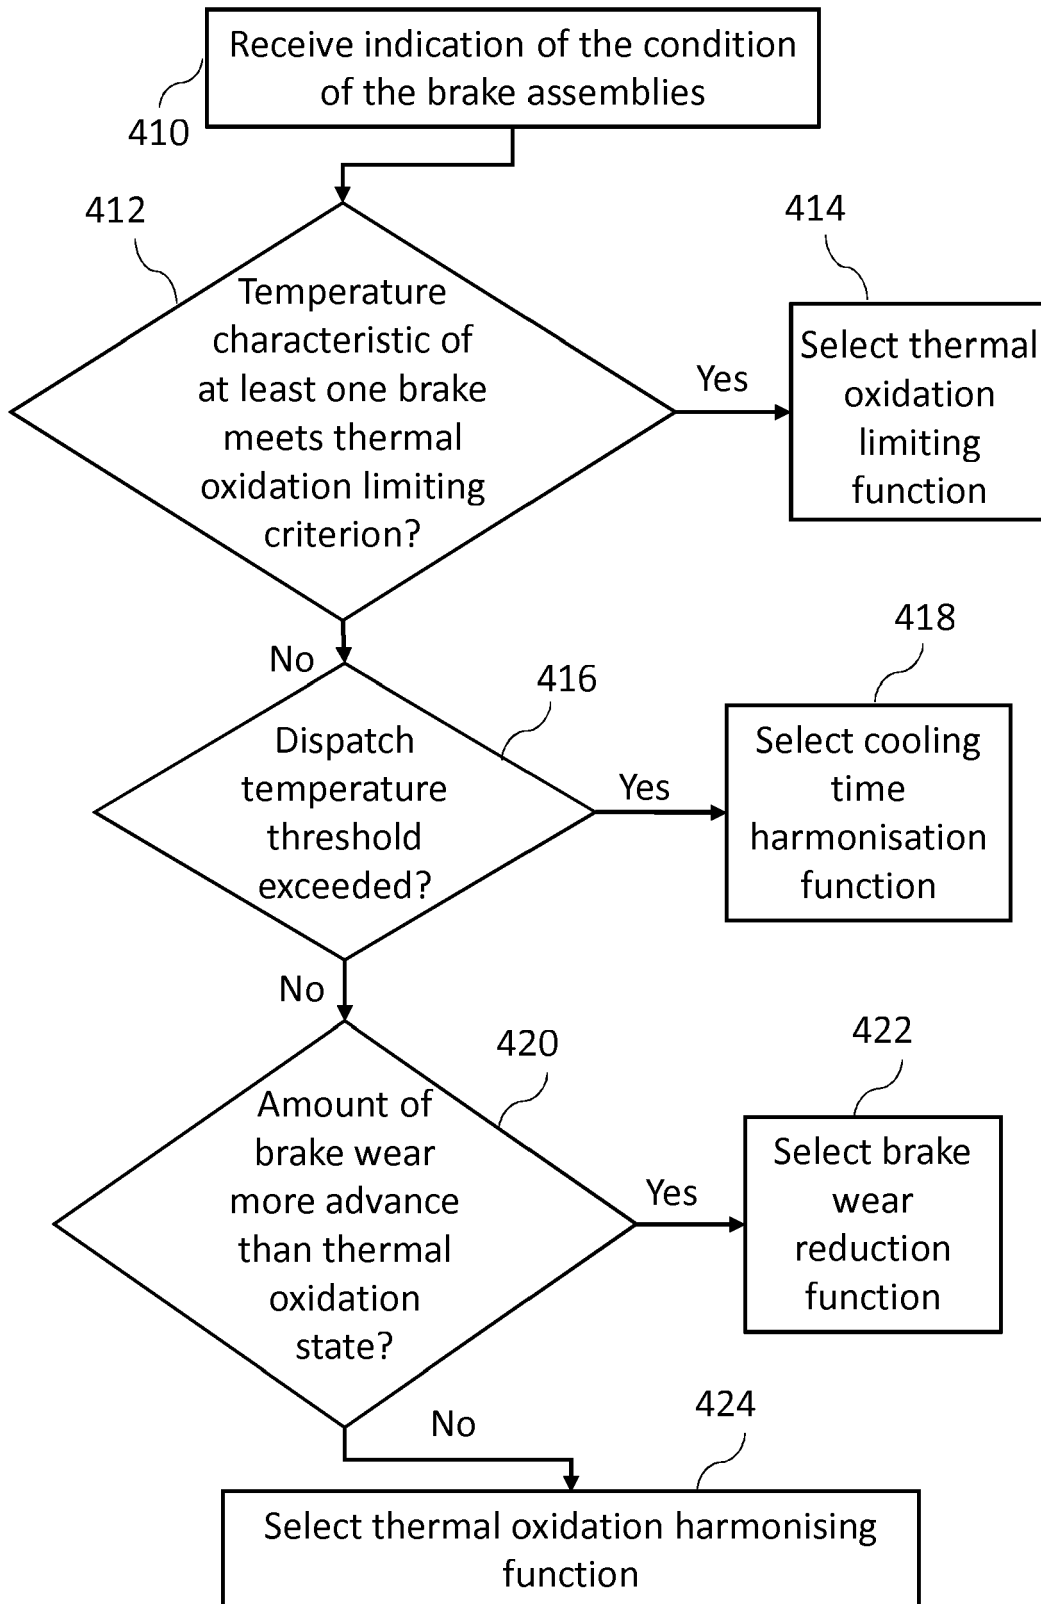 Receive indication of the condition
of the brake assemblies
410
412
Temperature
characteristic of
at least one brake
meets thermal
oxidation limiting
criterion?
Yes
414
Select thermal
oxidation
limiting
function
No
416
Dispatch
temperature
threshold
exceeded?
Yes
418
Select cooling
time
harmonisation
function
No
420
Amount of
brake wear
more advance
than thermal
oxidation
state?
Yes
422
Select brake
wear
reduction
function
No
424
Select thermal oxidation harmonising
function